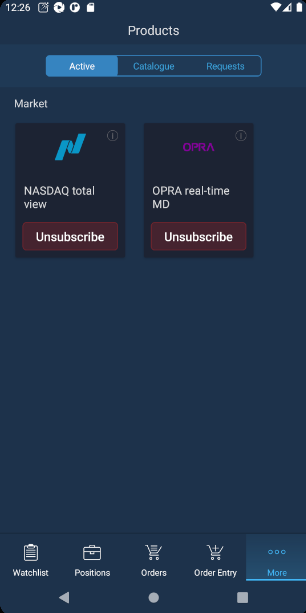 12:26
Products
Active Catalogue Requests
Market
OPRA
NASDAQ total
view
OPRA real-time
MD
Unsubscribe Unsubscribe
Watchlist Positions Orders Order Entry More